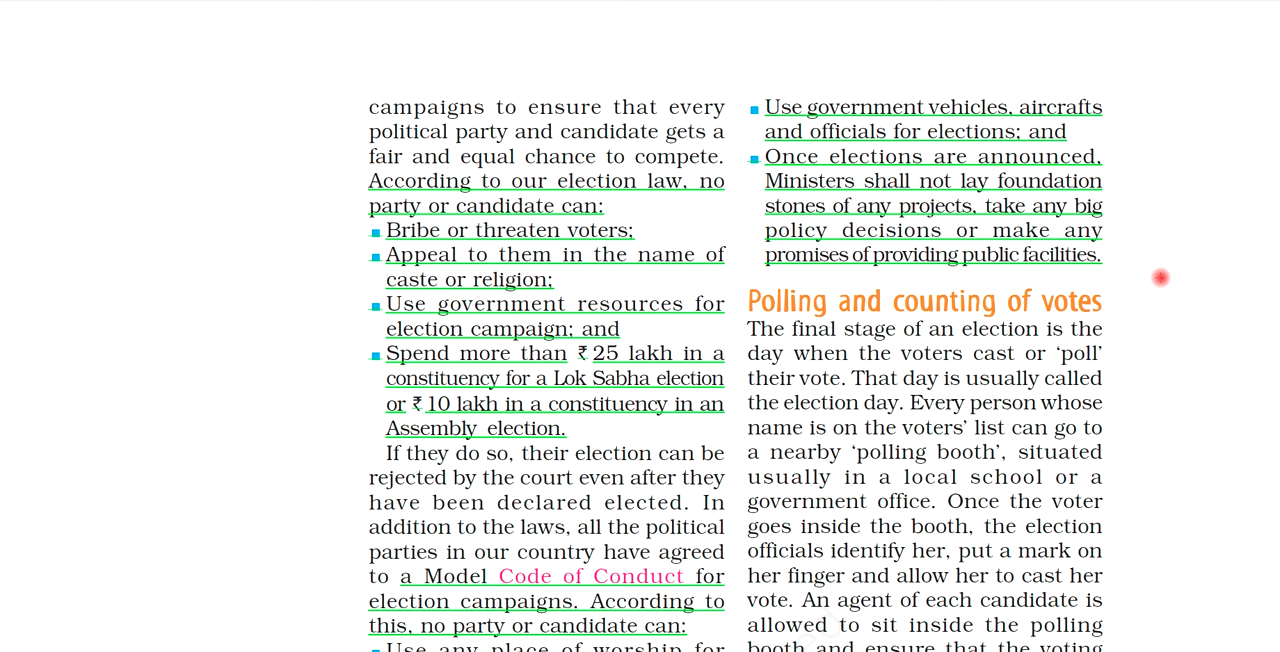 campaigns to ensure that every
political party and candidate gets a
fair and equal chance to compete.
According to our election law, no
party or candidate can:
Bribe or threaten voters;
Appeal to them in the name of
caste or religion;
Use government resources for
election campaign; and
Spend more than ₹ 25 lakh in a
constituency for a Lok Sabha election
or ₹ 10 lakh in a constituency in an
Assembly election.
If they do so, their election can be
rejected by the court even after they
have been declared elected. In
addition to the laws, all the political
parties in our country have agreed
to a Model Code of Conduct for
election campaigns. According to
this, no party or candidate can:
Use any place of worship for
Use government vehicles, aircrafts
and officials for elections; and
Once elections are announced,
Ministers shall not lay foundation
stones of any projects, take any big
policy decisions or make any
promises of providing public facilities.
Polling and counting of votes
The final stage of an election is the
day when the voters cast or ‘poll’
their vote. That day is usually called
the election day. Every person whose
name is on the voters’ list can go to
a nearby ‘polling booth’, situated
usually in a local school or a
government office. Once the voter
goes inside the booth, the election
officials identify her, put a mark on
her finger and allow her to cast her
vote. An agent of each candidate is
allowed to sit inside the polling
booth and ensure that the voting